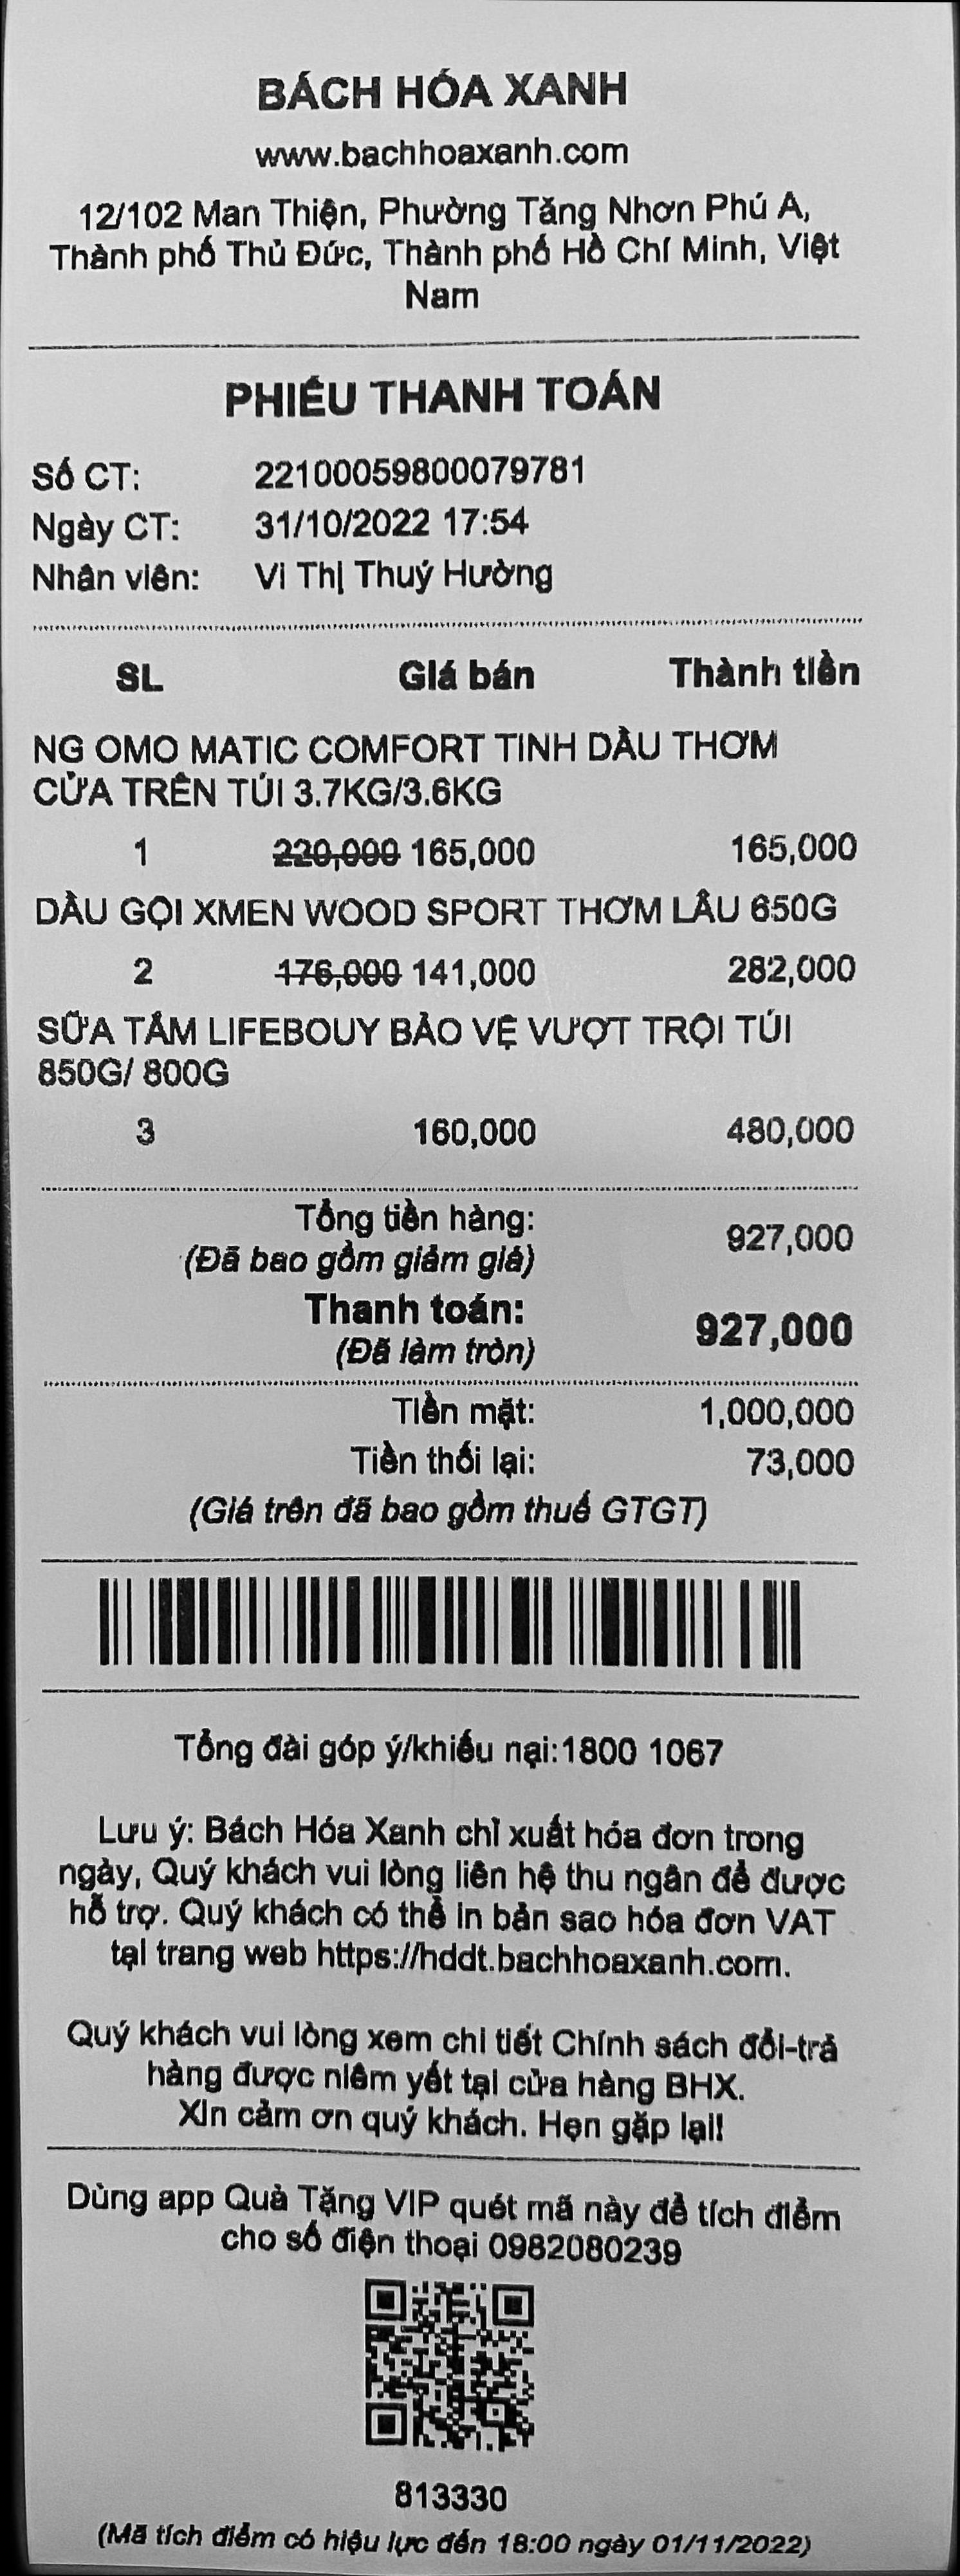 BÁCH HÓA XANH
www.bachhoaxanh.com
12/102 Man Thiện, Phường Tăng Nhơn Phú A,
Thành phố Thủ Đức, Thành phố Hồ Chí Minh, Việt
Nam
PHIẾU THANH TOÁN
Số CT: 22100059800079781
Ngày CT: 31/10/2022 17:54
Nhân viên: Vi Thị Thuý Hường
SL Giá bán Thành tiền
NG OMO MATIC COMFORT TINH DẦU THƠM
CỬA TRÊN TÚI 3.7KG/3.6KG
1 220,000 165,000 165,000
DẦU GỌI XMEN WOOD SPORT THƠM LÂU 650G
2 176,000 141,000 282,000
SỮA TẮM LIFEBOUY BẢO VỆ VƯỢT TRỘI TÚI
850G/ 800G
3 160,000 480,000
Tổng tiền hàng: 927,000
(Đã bao gồm giảm giá)
Thanh toán: 927,000
(Đã làm tròn)
Tiền mặt: 1,000,000
Tiền thối lại: 73,000
(Giá trên đã bao gồm thuế GTGT)
Tổng đài góp ý/khiếu nại:1800 1067
Lưu ý: Bách Hóa Xanh chỉ xuất hóa đơn trong
ngày, Quý khách vui lòng liên hệ thu ngân để được
hỗ trợ. Quý khách có thể in bản sao hóa đơn VAT
tại trang web https://hddt.bachhoaxanh.com.
Quý khách vui lòng xem chi tiết Chính sách đổi-trả
hàng được niêm yết tại cửa hàng BHX.
Xin cảm ơn quý khách. Hẹn gặp lại!
Dùng app Quà Tặng VIP quét mã này để tích điểm
cho số điện thoại 0982080239
813330
(Mã tích điểm có hiệu lực đến 18:00 ngày 01/11/2022)